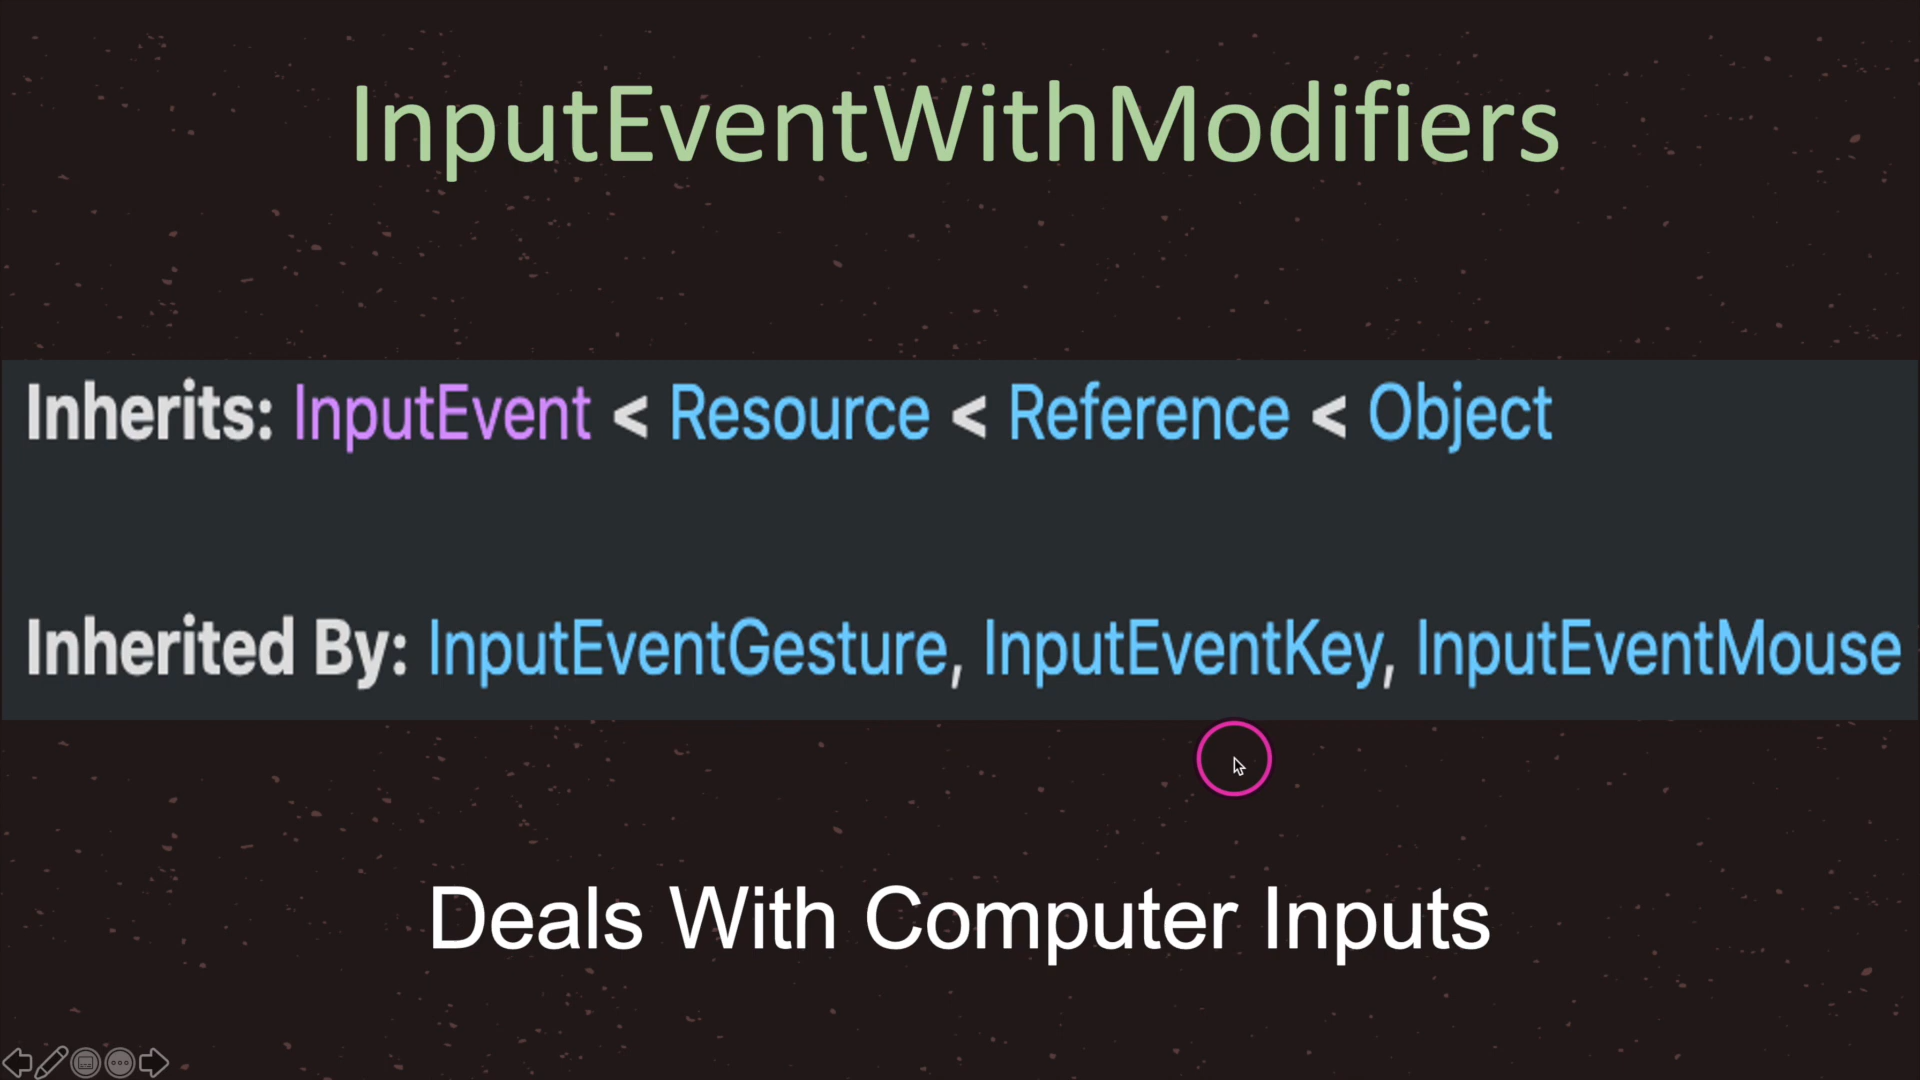 InputEventWithModifiers
Inherits: InputEvent < Resource < Reference < Object
Inherited By: InputEventGesture, InputEventKey, InputEventMouse
Deals With Computer Inputs